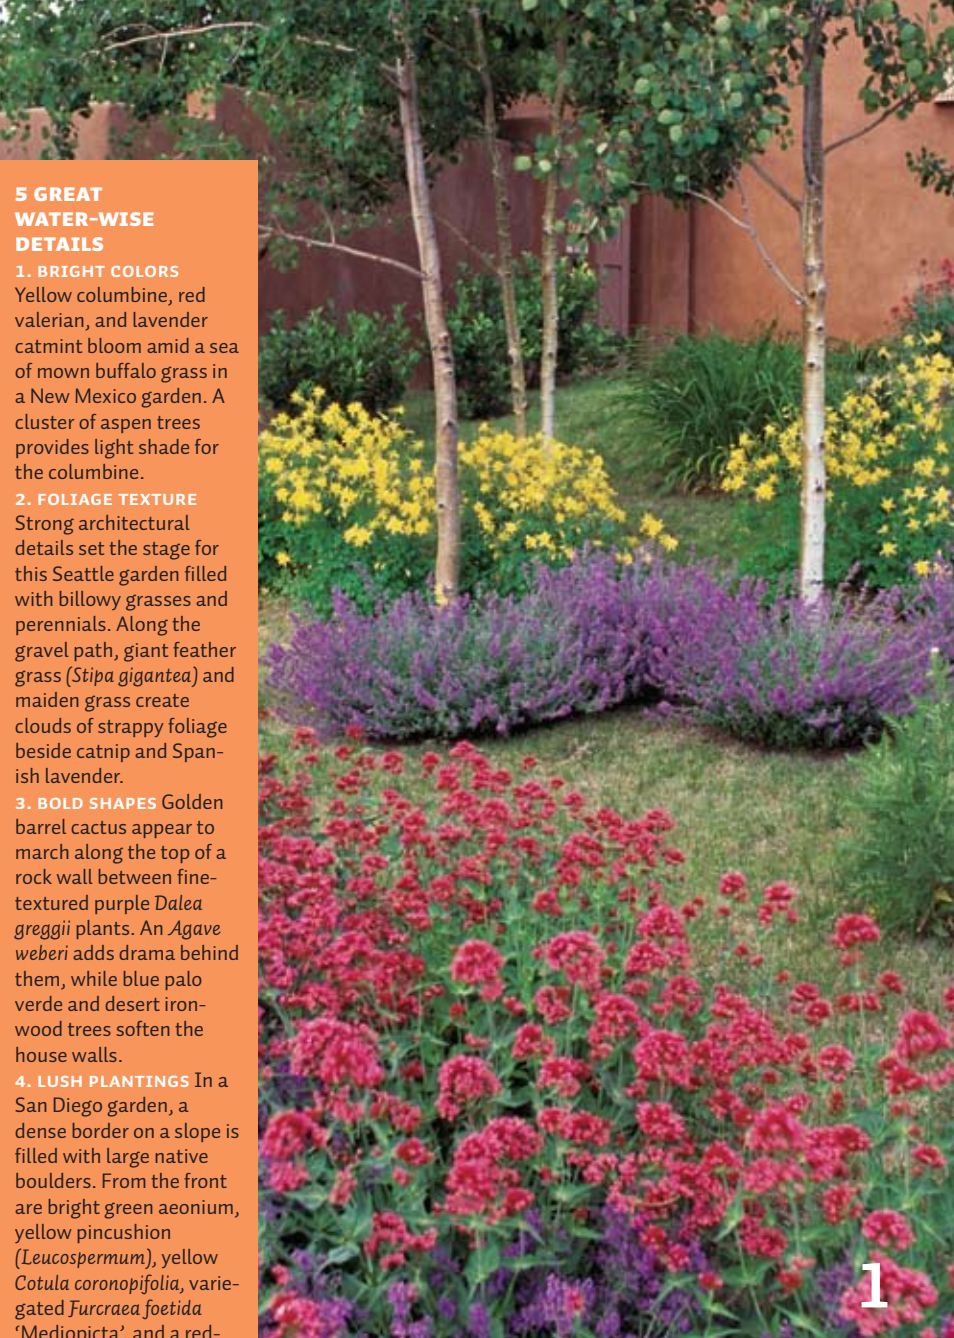 5 GREAT
WATER-WISE
DETAILS
1. BRIGHT COLORS
Yellow columbine, red
valerian, and lavender
catmint bloom amid a sea
of mown buffalo grass in
a New Mexico garden. A
cluster of aspen trees
provides light shade for
the columbine.
2. FOLIAGE TEXTURE
Strong architectural
details set the stage for
this Seattle garden filled
with billowy grasses and
perennials. Along the
gravel path, giant feather
grass (Stipa gigantea) and
maiden grass create
clouds of strappy foliage
beside catnip and Span-
ish lavender.
3. BOLD SHAPES Golden
barrel cactus appear to
march along the top of a
rock wall between fine-
textured purple Dalea
greggii plants. An Agave
weberi adds drama behind
them, while blue palo
verde and desert iron-
wood trees soften the
house walls.
4. LUSH PLANTINGS In a
San Diego garden, a
dense border on a slope is
filled with large native
boulders. From the front
are bright green aeonium,
yellow pincushion
(Leucospermum), yellow
Cotula coronopifolia, varie-
gated Furcraea foetida
‘Mediopicta’, and a red-
1